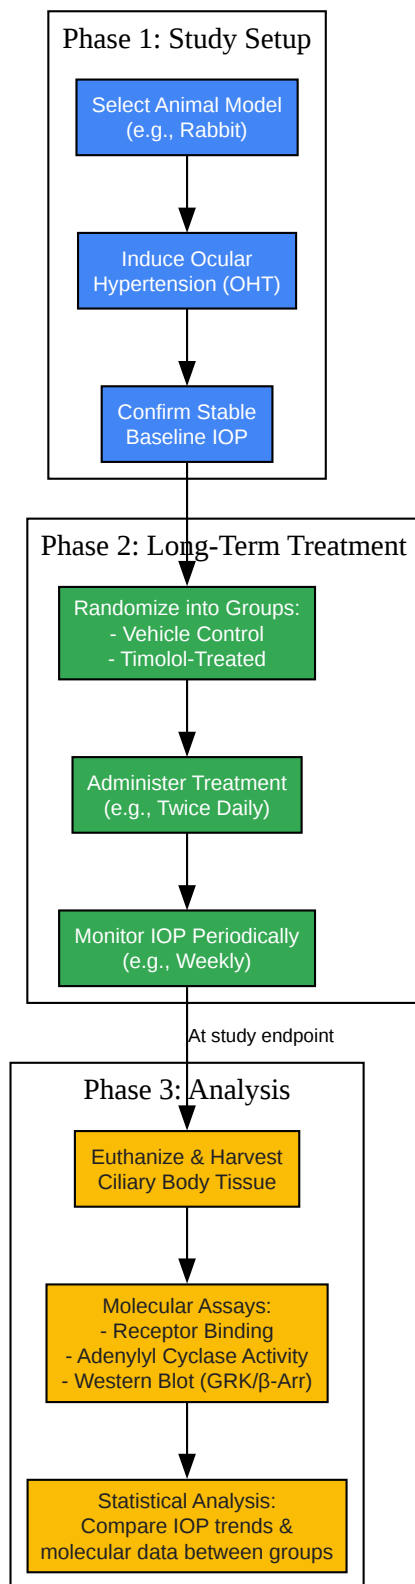 Phase 1: Study Setup
Select Animal Model
(e.g., Rabbit)
Induce Ocular
Hypertension (OHT)
Confirm Stable
Baseline IOP
Phase 2: Long-Term Treatment
Randomize into Groups:
- Vehicle Control
- Timolol-Treated
Administer Treatment
(e.g., Twice Daily)
Monitor IOP Periodically
(e.g., Weekly)
At study endpoint
Phase 3: Analysis
Euthanize & Harvest
Ciliary Body Tissue
Molecular Assays:
- Receptor Binding
- Adenylyl Cyclase Activity
- Western Blot (GRK/β-Arr)
Statistical Analysis:
Compare IOP trends &
molecular data between groups